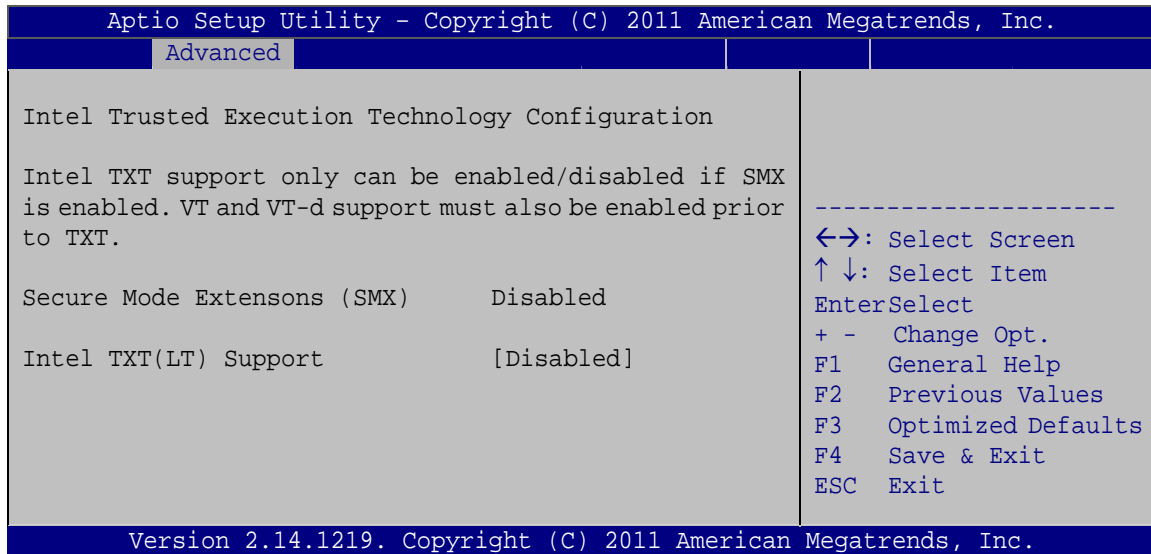 Aptio Setup Utility – Copyright (C) 2011 American Megatrends, Inc.
Advanced
Intel Trusted Execution Technology Configuration
Intel TXT support only can be enabled/disabled if SMX
is enabled. VT and VT-d support must also be enabled prior
to TXT.
Secure Mode Extensons (SMX) Disabled
Intel TXT(LT) Support [Disabled]
---------------------
←→: Select Screen
↑ ↓: Select Item
EnterSelect
+ - Change Opt.
F1 General Help
F2 Previous Values
F3 Optimized Defaults
F4 Save & Exit
ESC Exit
Version 2.14.1219. Copyright (C) 2011 American Megatrends, Inc.